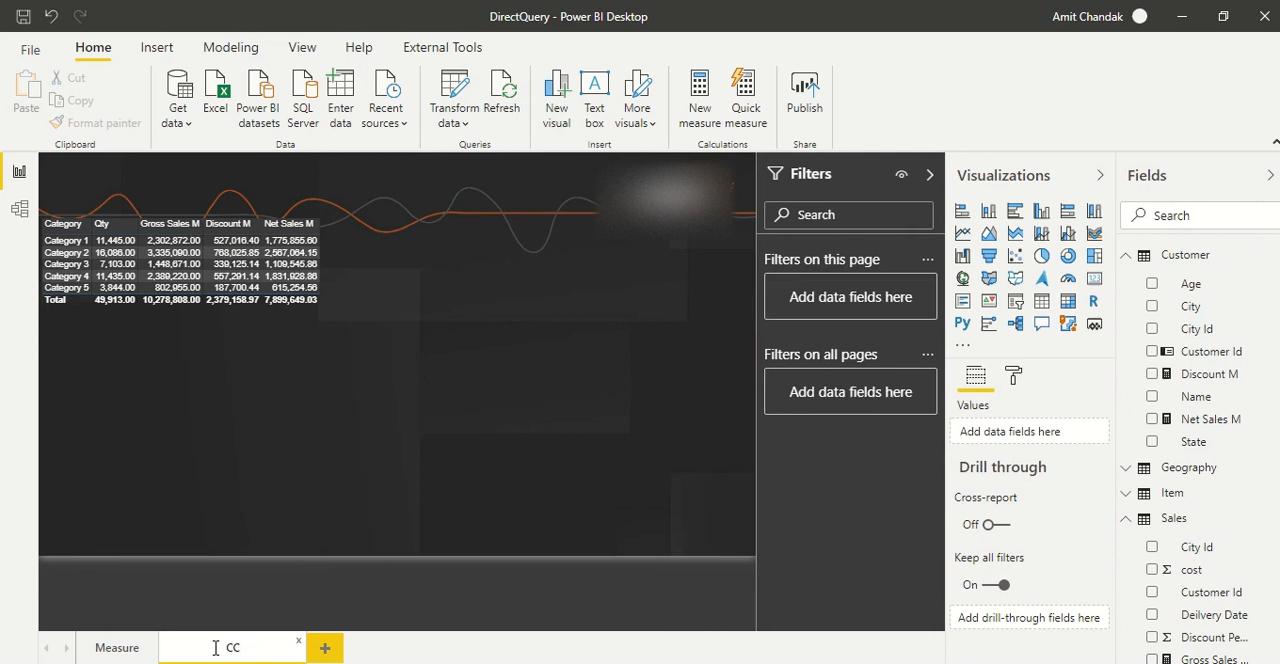 DirectQuery - Power BI Desktop
Amit Chandak
File Home Insert Modeling View Help External Tools
Paste
Cut
Copy
Format painter
Clipboard
Get data
Excel
Power BI datasets
SQL Server
Enter data
Recent sources
Data
Transform data
Refresh
Queries
New visual
Text box
More visuals
Insert
New measure
Quick measure
Calculations
Publish
Share
Category Qty Gross Sales M Discount M Net Sales M
Category 1 11,445.00 2,302,872.00 527,016.40 1,775,855.60
Category 2 16,086.00 3,335,090.00 768,025.85 2,567,064.15
Category 3 7,103.00 1,448,671.00 339,125.14 1,109,545.86
Category 4 11,435.00 2,389,220.00 557,291.14 1,831,928.86
Category 5 3,844.00 802,955.00 187,700.44 615,254.56
Total 49,913.00 10,278,808.00 2,379,158.97 7,899,649.03
Filters
Search
Filters on this page ...
Add data fields here
Filters on all pages ...
Add data fields here
Visualizations
R
Py
...
Values
Add data fields here
Drill through
Cross-report
Off
Keep all filters
On
Add drill-through fields here
Fields
Search
Customer
Age
City
City Id
Customer Id
Discount M
Name
Net Sales M
State
Geography
Item
Sales
City Id
Σ cost
Customer Id
Deilvery Date
Σ Discount Pe...
Gross Sales ...
Measure
CC